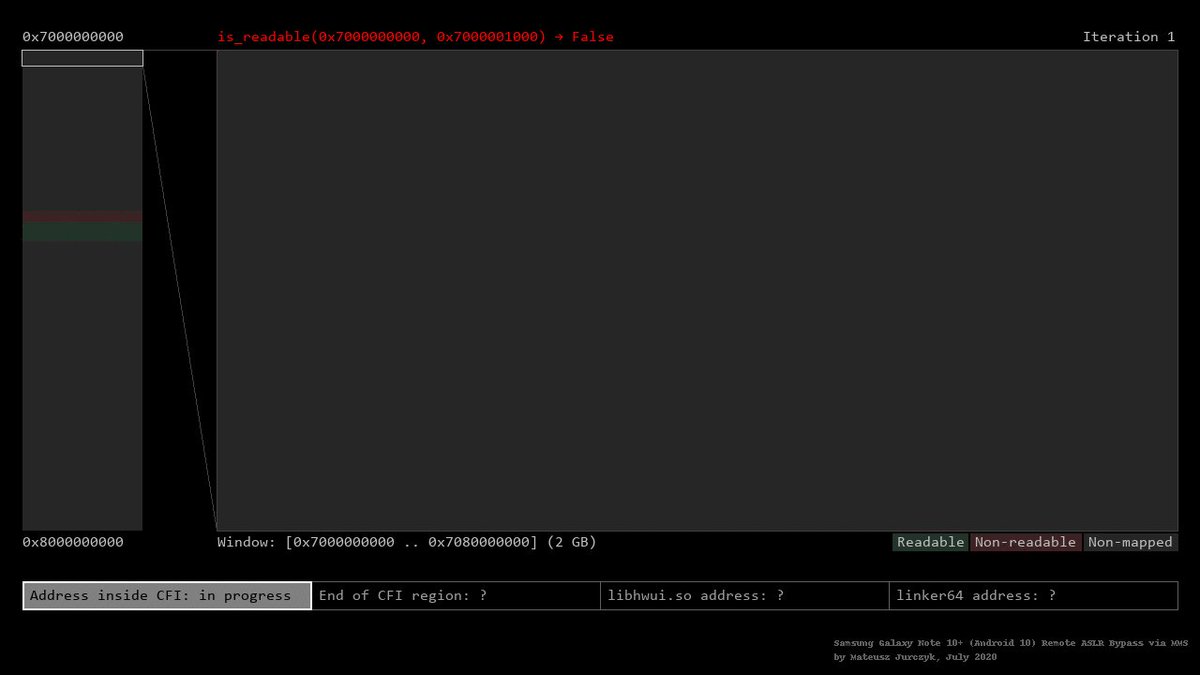 0x7000000000 is_readable(0x7000000000, 0x7000001000) → False Iteration 1
0x8000000000 Window: [0x7000000000 .. 0x7080000000] (2 GB) Readable Non-readable Non-mapped
Address inside CFI: in progress End of CFI region: ? libhwui.so address: ? linker64 address: ?
Samsung Galaxy Note 10+ (Android 10) Remote ASLR Bypass via MMS
by Mateusz Jurczyk, July 2020